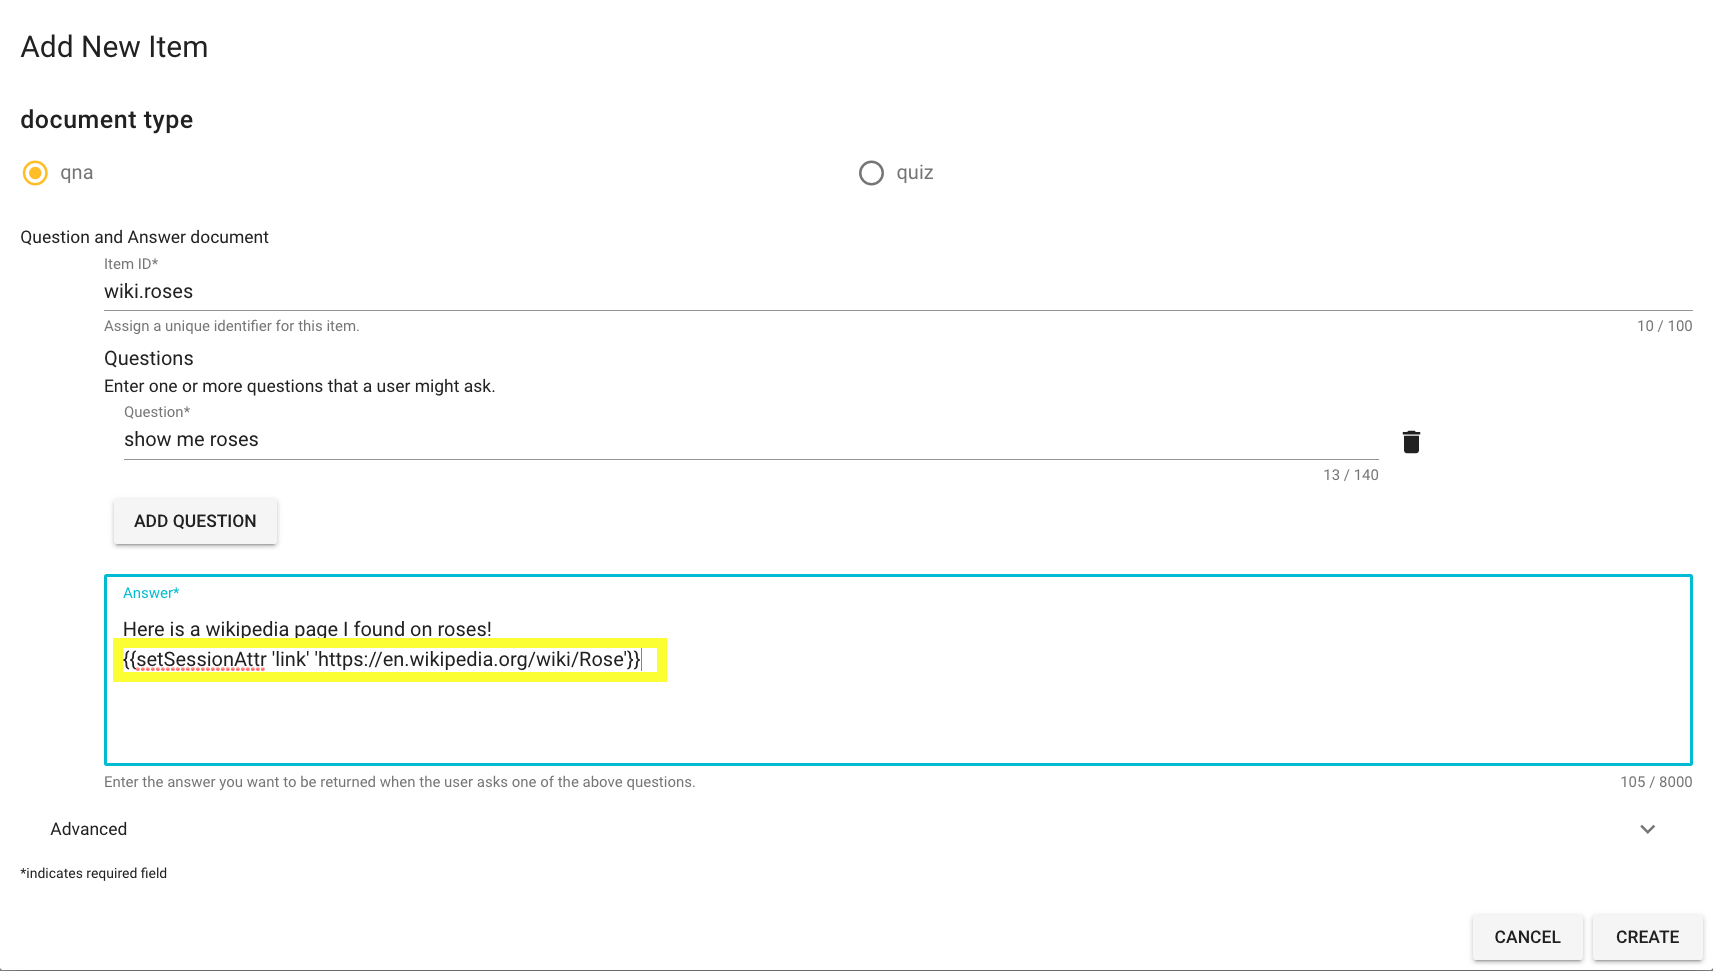 Add New Item
document type
qna
quiz
Question and Answer document
Item ID*
wiki.roses
Assign a unique identifier for this item.
10 / 100
Questions
Enter one or more questions that a user might ask.
Question*
show me roses
13 / 140
ADD QUESTION
Answer*
Here is a wikipedia page I found on roses!
{{setSessionAttr 'link' 'https://en.wikipedia.org/wiki/Rose'}}
Enter the answer you want to be returned when the user asks one of the above questions.
105 / 8000
Advanced
*indicates required field
CANCEL
CREATE